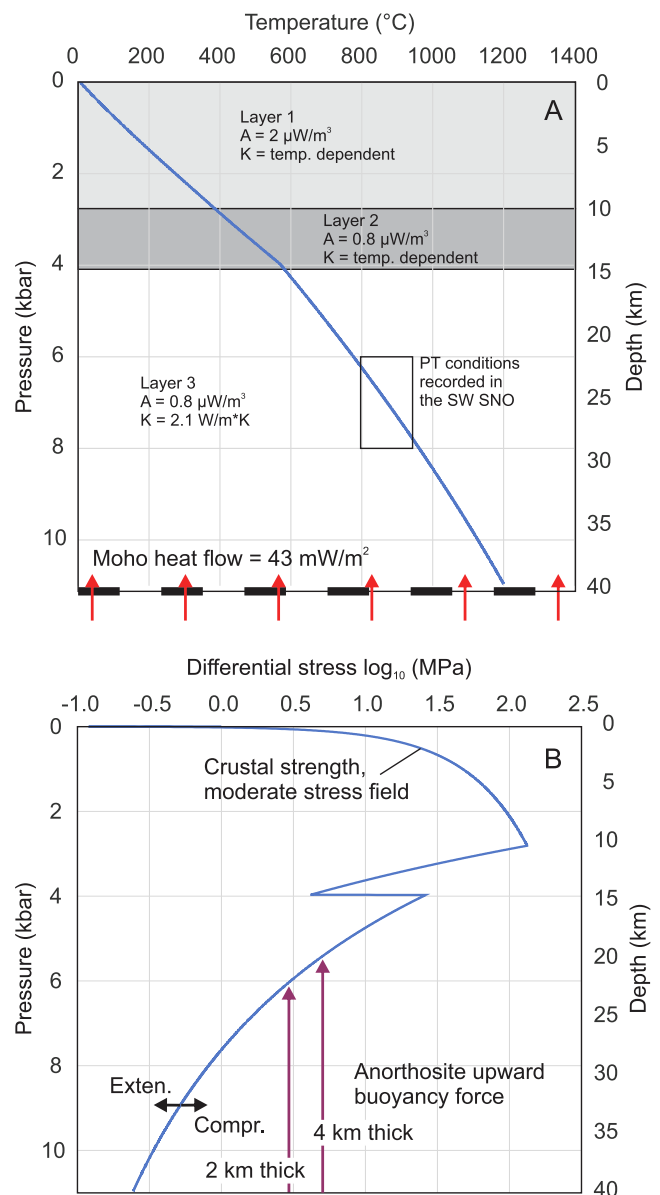 Temperature (°C)
0 200 400 600 800 1000 1200 1400
0 0
A
Layer 1
A = 2 µW/m³
K = temp. dependent
5
2
10
Layer 2
A = 0.8 µW/m³
K = temp. dependent
4
15
Pressure (kbar)
Depth (km)
20
6
PT conditions
recorded in
the SW SNO
Layer 3
A = 0.8 µW/m³
K = 2.1 W/m*K
25
8
30
10
35
Moho heat flow = 43 mW/m²
40
Differential stress log₁₀ (MPa)
-1.0 -0.5 0.0 0.5 1.0 1.5 2.0 2.5
0 0
B
Crustal strength,
moderate stress field
5
2
10
4
15
Pressure (kbar)
Depth (km)
20
6
25
8
30
Exten.
Compr.
Anorthosite upward
buoyancy force
4 km thick
10
35
2 km thick
40